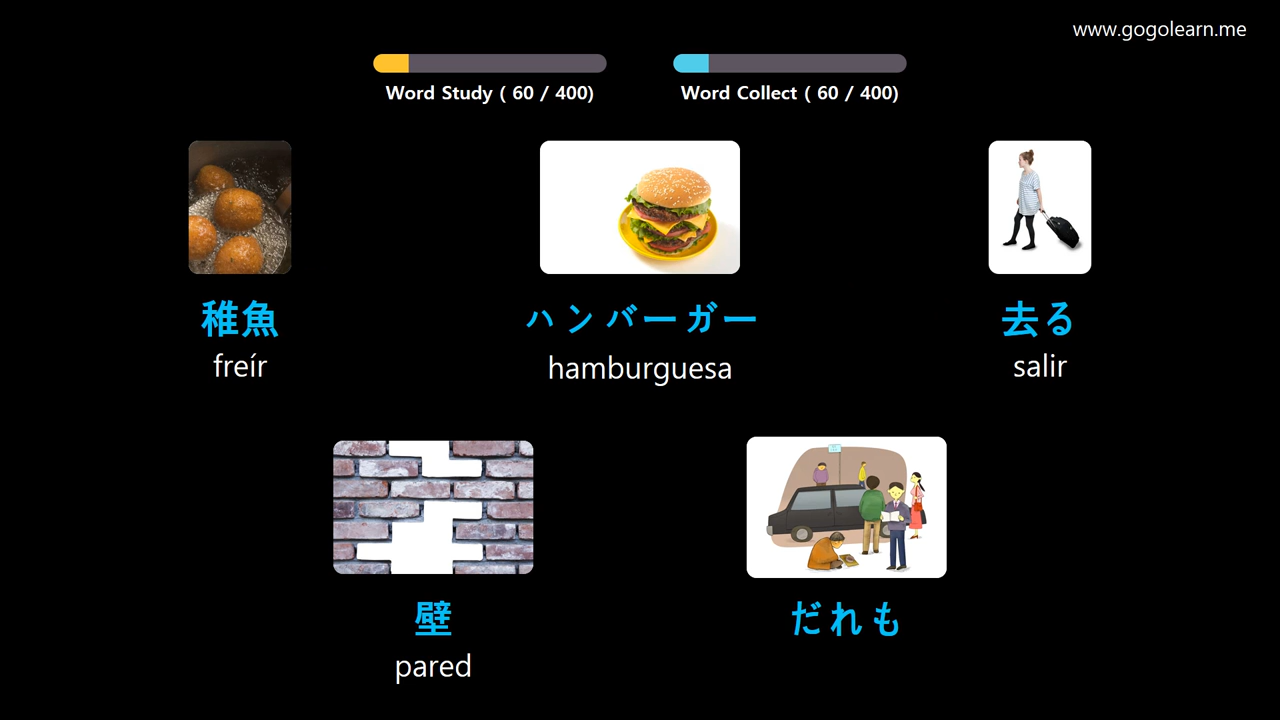 www.gogolearn.me
Word Study ( 60 / 400)
Word Collect ( 60 / 400)
稚魚
freír
ハンバーガー
hamburguesa
去る
salir
壁
pared
だれも